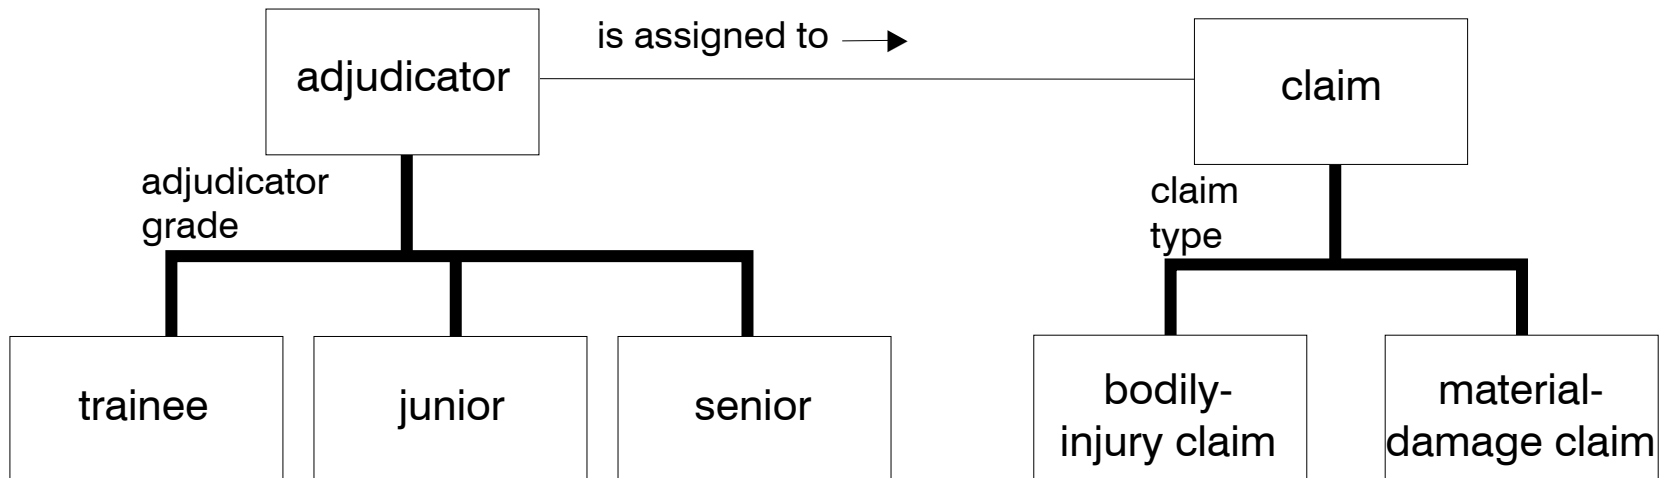 is assigned to
adjudicator
claim
adjudicator
grade
claim
type
trainee
junior
senior
bodily-
injury claim
material-
damage claim